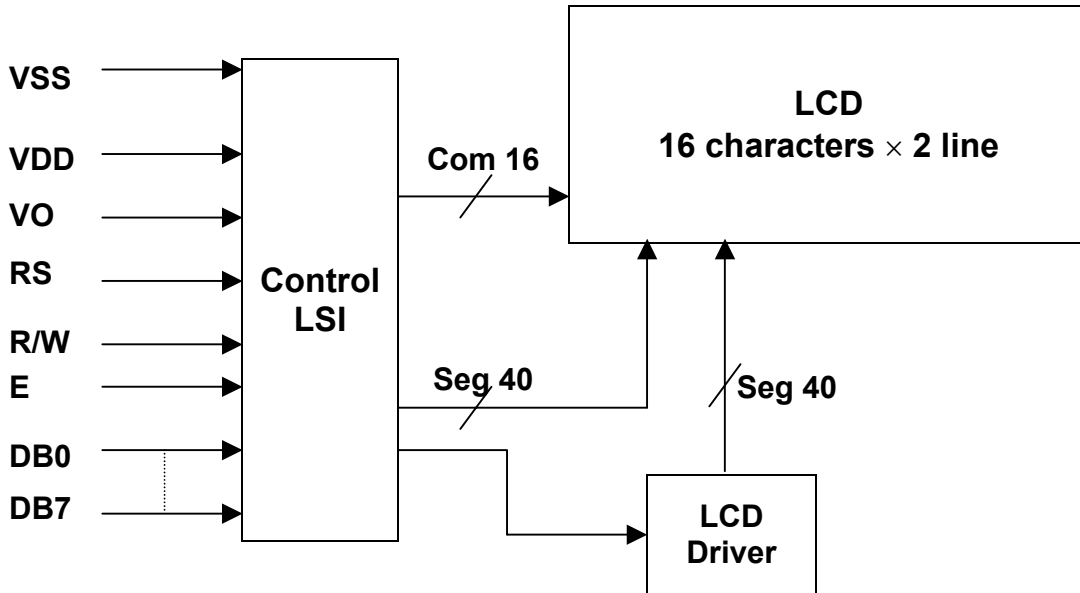 VSS
VDD
VO
RS
R/W
E
DB0
DB7
Control
LSI
Com 16
Seg 40
LCD
16 characters × 2 line
Seg 40
LCD
Driver